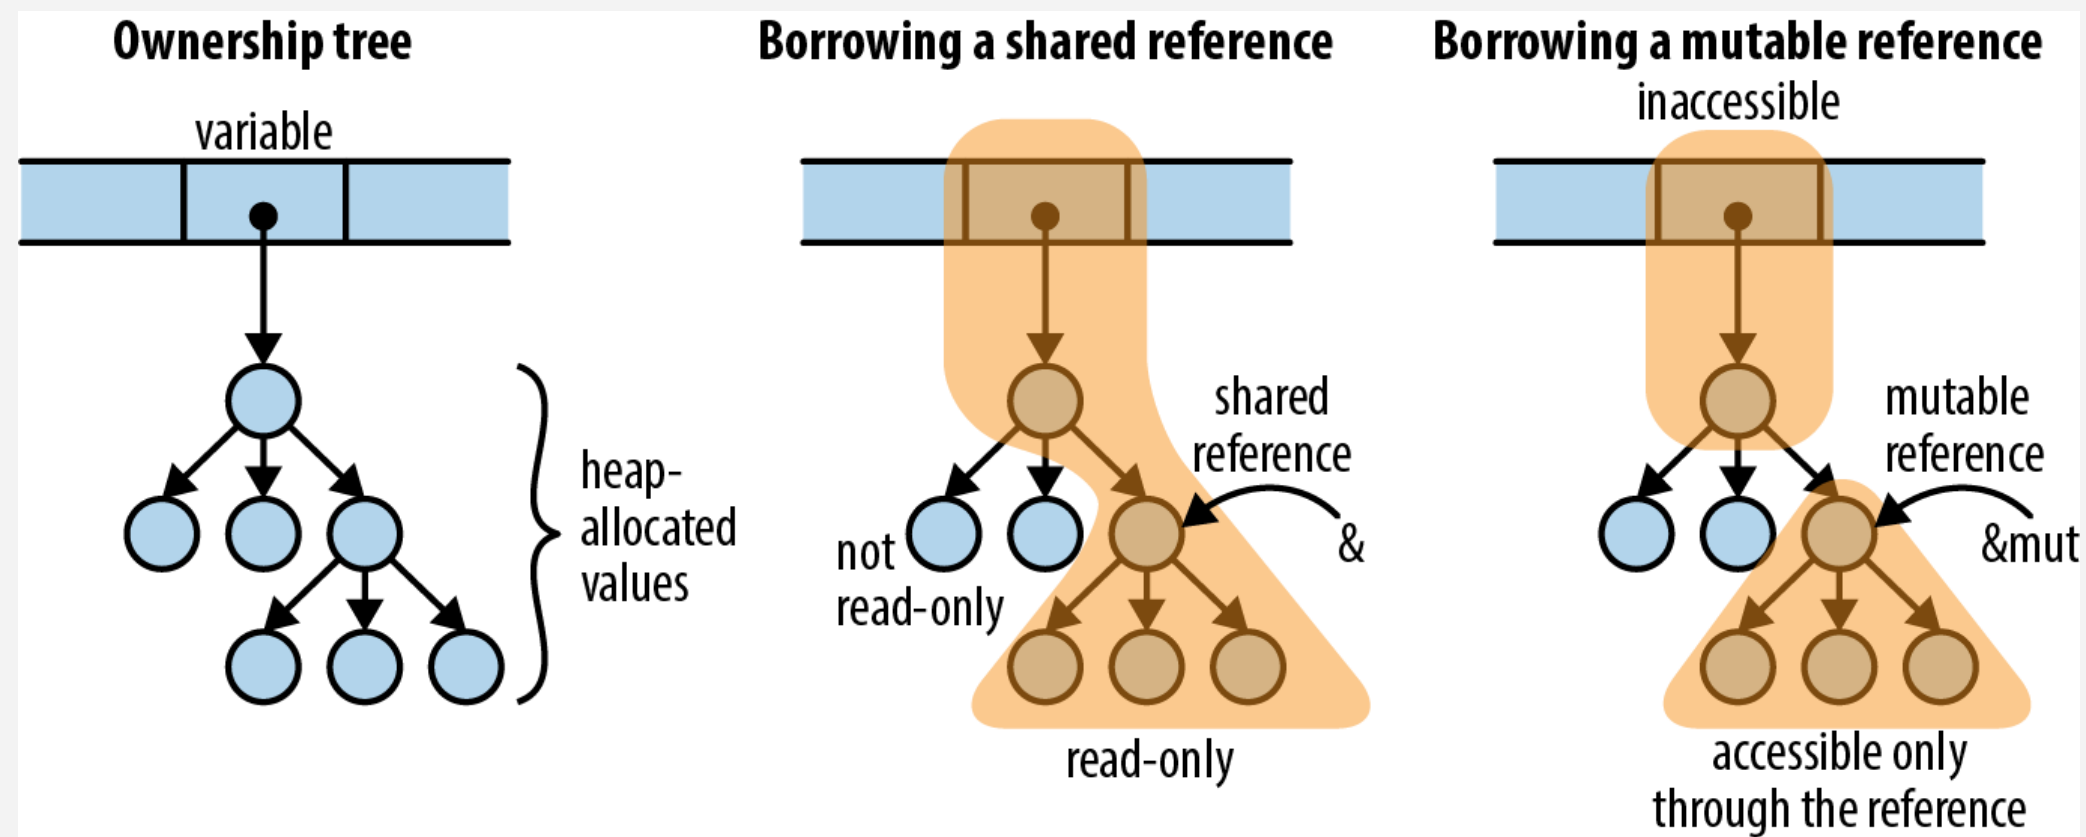 Ownership tree
variable
heap-
allocated
values
Borrowing a shared reference
shared
reference
&
not
read-only
read-only
Borrowing a mutable reference
inaccessible
mutable
reference
&mut
accessible only
through the reference